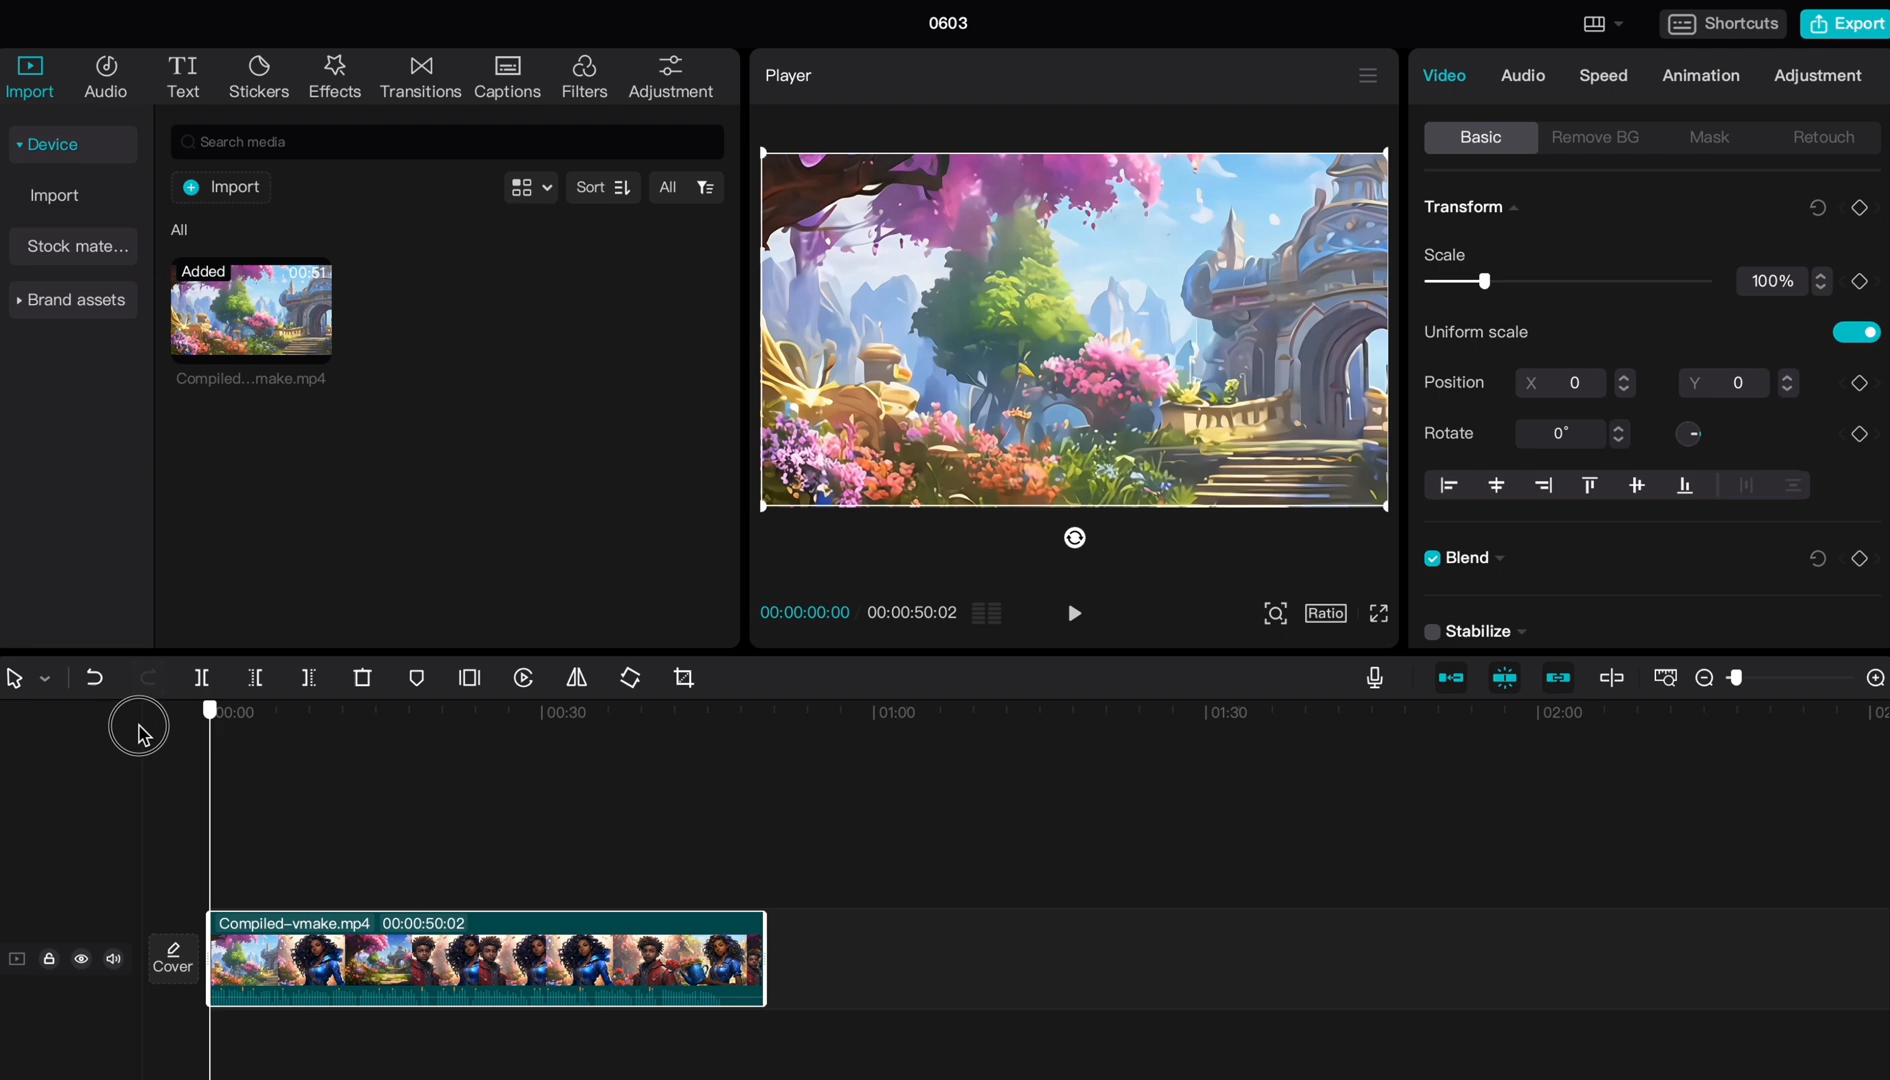 0603
Shortcuts
Export
Import
Audio
TI
Text
Stickers
Effects
Transitions
Captions
Filters
Adjustment
Device
Import
Stock mate...
Brand assets
Search media
Import
Sort
All
All
Added
00:51
Compiled...make.mp4
Player
00:00:00:00 / 00:00:50:02
Ratio
Video
Audio
Speed
Animation
Adjustment
Basic
Remove BG
Mask
Retouch
Transform
Scale
100%
Uniform scale
Position
X 0
Y 0
Rotate
0°
Blend
Stabilize
00:00
00:30
01:00
01:30
02:00
Compiled-vmake.mp4 00:00:50:02
Cover